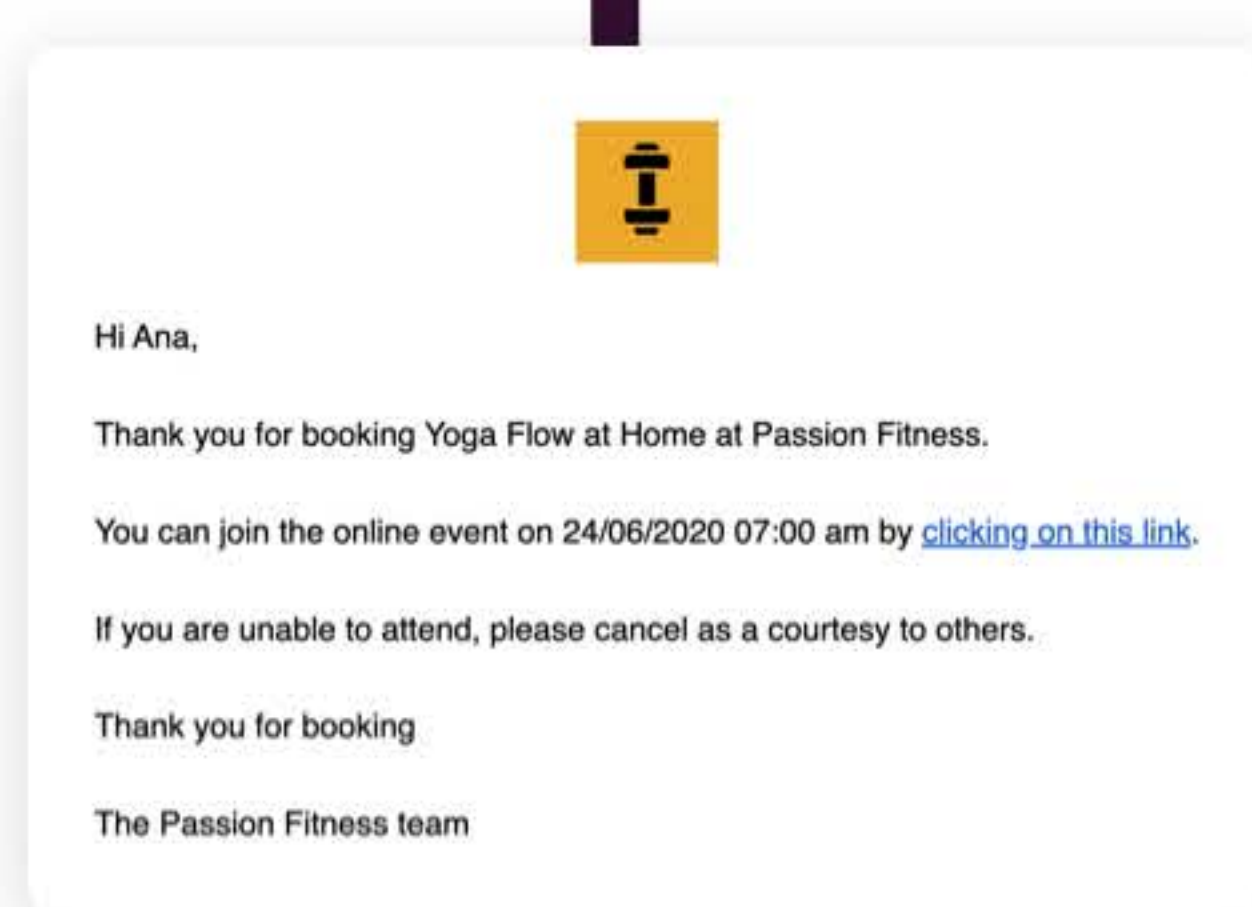 Hi Ana,
Thank you for booking Yoga Flow at Home at Passion Fitness.
You can join the online event on 24/06/2020 07:00 am by clicking on this link.
If you are unable to attend, please cancel as a courtesy to others.
Thank you for booking
The Passion Fitness team